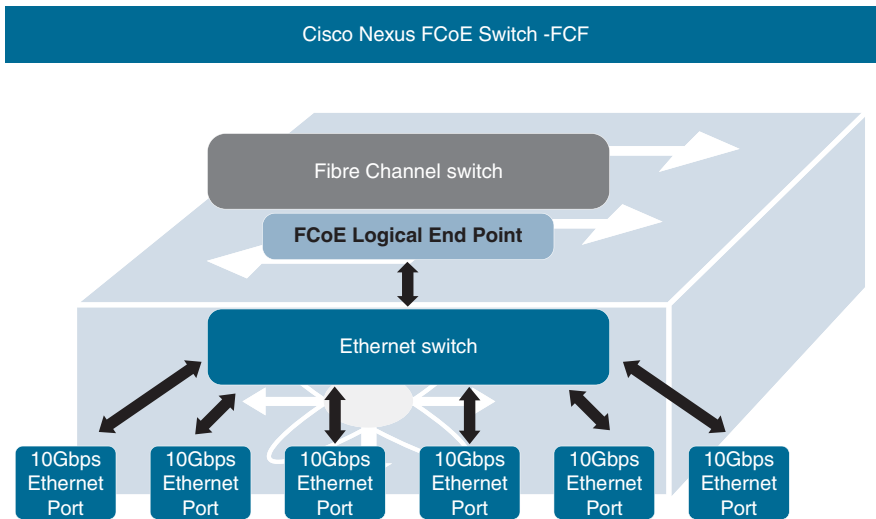 Cisco Nexus FCoE Switch -FCF
Fibre Channel switch
FCoE Logical End Point
Ethernet switch
10Gbps
Ethernet
Port
10Gbps
Ethernet
Port
10Gbps
Ethernet
Port
10Gbps
Ethernet
Port
10Gbps
Ethernet
Port
10Gbps
Ethernet
Port